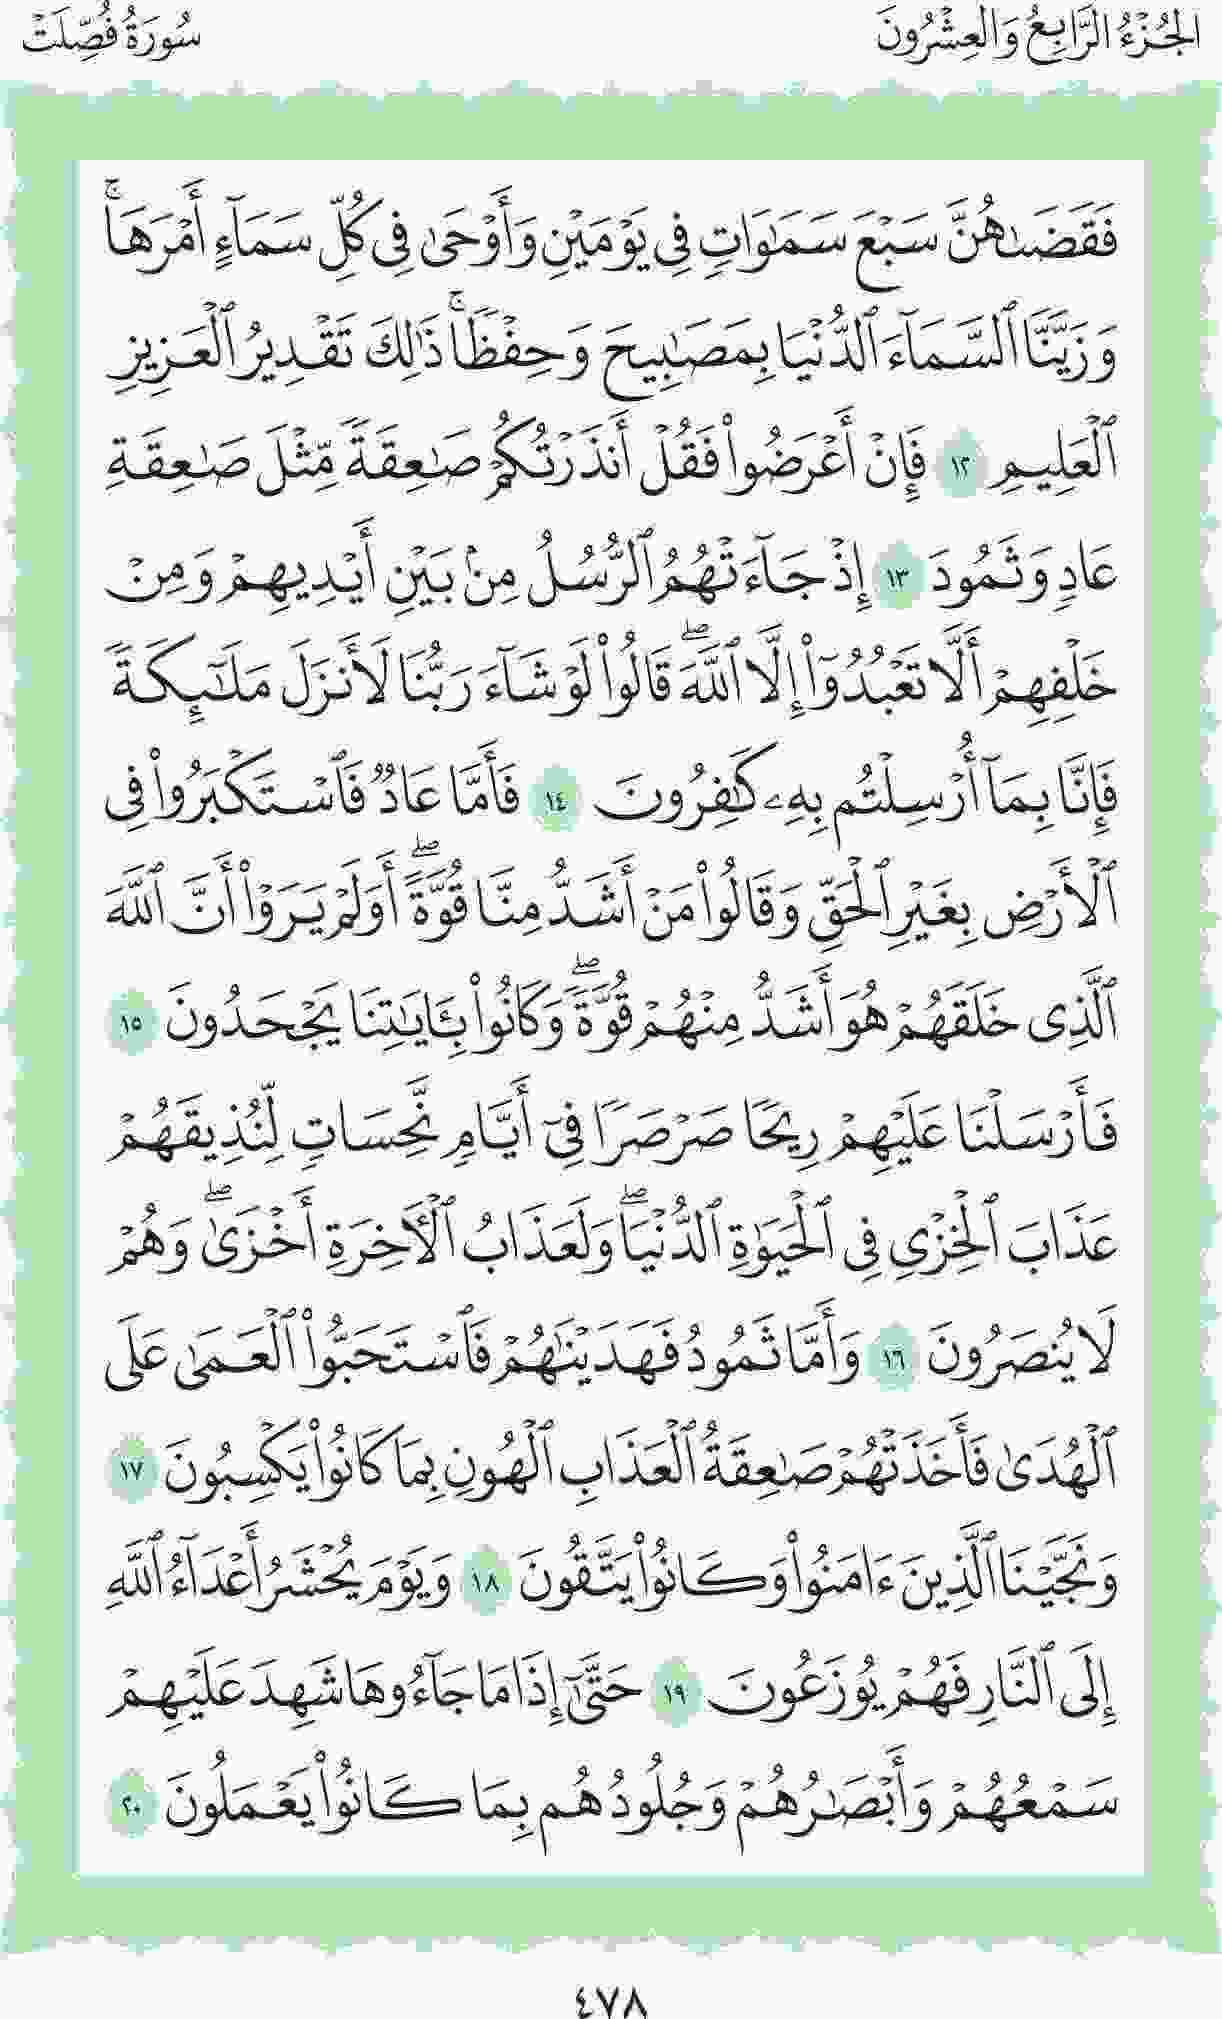 الجُزْءُ الرَّابِعُ وَالعِشْرُونَ
سُورَةُ فُصِّلَتْ
فَقَضَىٰهُنَّ سَبْعَ سَمَٰوَاتٍ فِي يَوْمَيْنِ وَأَوْحَىٰ فِي كُلِّ سَمَآءٍ أَمْرَهَاۚ
وَزَيَّنَّا ٱلسَّمَآءَ ٱلدُّنْيَا بِمَصَٰبِيحَ وَحِفْظٗاۚ ذَٰلِكَ تَقْدِيرُ ٱلْعَزِيزِ
ٱلْعَلِيمِ ١٢ فَإِنْ أَعْرَضُواْ فَقُلْ أَنذَرْتُكُمْ صَٰعِقَةٗ مِّثْلَ صَٰعِقَةِ
عَادٖ وَثَمُودَ ١٣ إِذْ جَآءَتْهُمُ ٱلرُّسُلُ مِنۢ بَيْنِ أَيْدِيهِمْ وَمِنْ
خَلْفِهِمْ أَلَّا تَعْبُدُوٓاْ إِلَّا ٱللَّهَۖ قَالُواْ لَوْ شَآءَ رَبُّنَا لَأَنزَلَ مَلَٰٓئِكَةٗ
فَإِنَّا بِمَآ أُرْسِلْتُم بِهِۦ كَٰفِرُونَ ١٤ فَأَمَّا عَادٞ فَٱسْتَكْبَرُواْ فِي
ٱلْأَرْضِ بِغَيْرِ ٱلْحَقِّ وَقَالُواْ مَنْ أَشَدُّ مِنَّا قُوَّةًۖ أَوَلَمْ يَرَوْاْ أَنَّ ٱللَّهَ
ٱلَّذِي خَلَقَهُمْ هُوَ أَشَدُّ مِنْهُمْ قُوَّةٗۖ وَكَانُواْ بِـَٔايَٰتِنَا يَجْحَدُونَ ١٥
فَأَرْسَلْنَا عَلَيْهِمْ رِيحٗا صَرْصَرٗا فِيٓ أَيَّامٖ نَّحِسَاتٖ لِّنُذِيقَهُمْ
عَذَابَ ٱلْخِزْيِ فِي ٱلْحَيَوٰةِ ٱلدُّنْيَاۖ وَلَعَذَابُ ٱلْأٓخِرَةِ أَخْزَىٰۖ وَهُمْ
لَا يُنصَرُونَ ١٦ وَأَمَّا ثَمُودُ فَهَدَيْنَٰهُمْ فَٱسْتَحَبُّواْ ٱلْعَمَىٰ عَلَى
ٱلْهُدَىٰ فَأَخَذَتْهُمْ صَٰعِقَةُ ٱلْعَذَابِ ٱلْهُونِ بِمَا كَانُواْ يَكْسِبُونَ ١٧
وَنَجَّيْنَا ٱلَّذِينَ ءَامَنُواْ وَكَانُواْ يَتَّقُونَ ١٨ وَيَوْمَ يُحْشَرُ أَعْدَآءُ ٱللَّهِ
إِلَى ٱلنَّارِ فَهُمْ يُوزَعُونَ ١٩ حَتَّىٰٓ إِذَا مَا جَآءُوهَا شَهِدَ عَلَيْهِمْ
سَمْعُهُمْ وَأَبْصَٰرُهُمْ وَجُلُودُهُم بِمَا كَانُواْ يَعْمَلُونَ ٢٠
٤٧٨